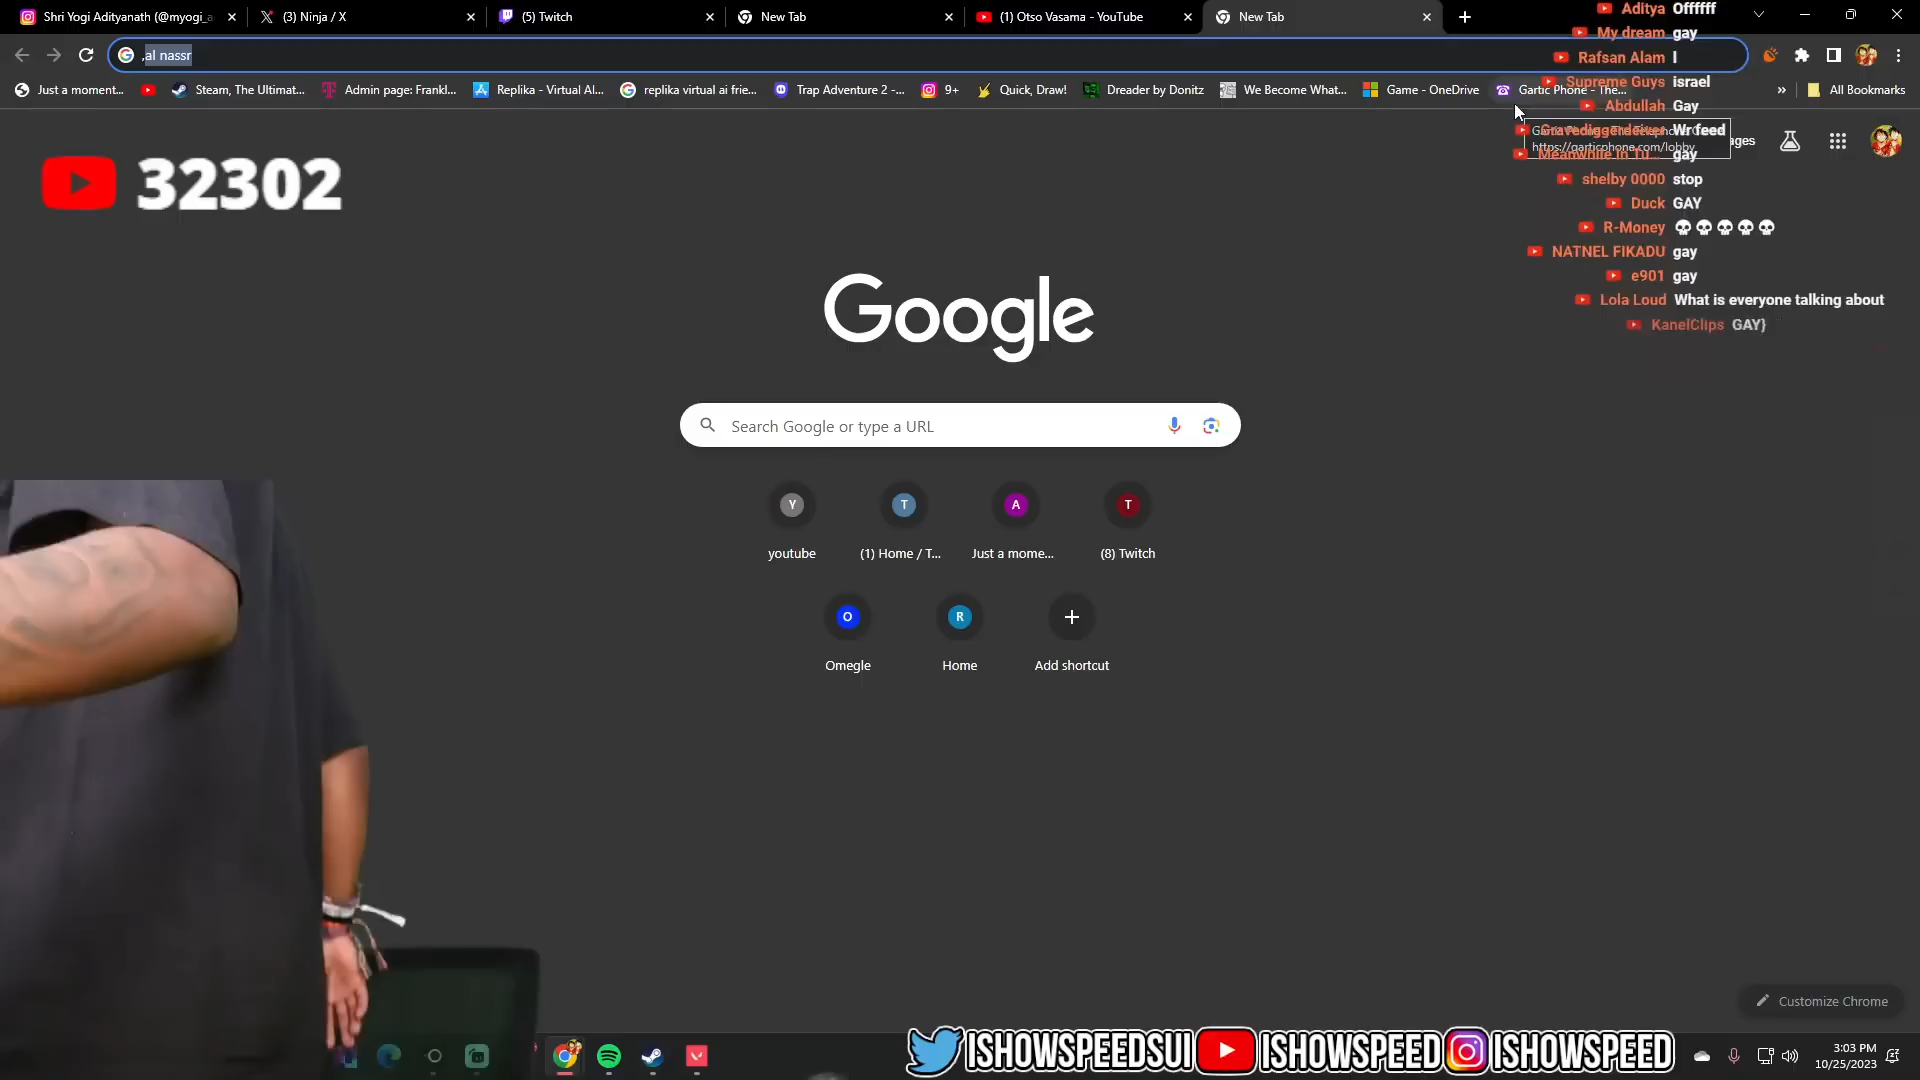 Shri Yogi Adityanath (@myogi_a
(3) Ninja / X
(5) Twitch
New Tab
(1) Otso Vasama - YouTube
New Tab
,al nassr
Just a moment...
Steam, The Ultimat...
Admin page: Frankl...
Replika - Virtual AI...
replika virtual ai frie...
Trap Adventure 2 -...
9+
Quick, Draw!
Dreader by Donitz
We Become What...
Game - OneDrive
Gartic Phone - The...
»
All Bookmarks
https://garticphone.com/lobby
ages
Aditya Offffff
My dream gay
Rafsan Alam I
Supreme Guys israel
Abdullah Gay
Wr feed
Meanwhile In Tu... gay
shelby 0000 stop
Duck GAY
R-Money 💀💀💀💀💀
NATNEL FIKADU gay
e901 gay
Lola Loud What is everyone talking about
KanelClips GAY}
32302
Google
Search Google or type a URL
Y
T
A
T
youtube
(1) Home / T...
Just a mome...
(8) Twitch
O
R
Omegle
Home
Add shortcut
Customize Chrome
ISHOWSPEEDSUI
ISHOWSPEED
ISHOWSPEED
3:03 PM
10/25/2023